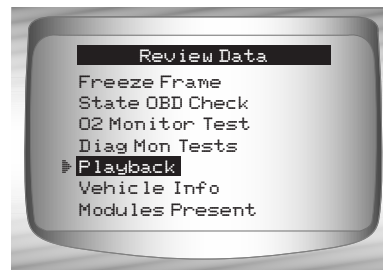 Review Data
Freeze Frame
State OBD Check
O2 Monitor Test
Diag Mon Tests
Playback
Vehicle Info
Modules Present